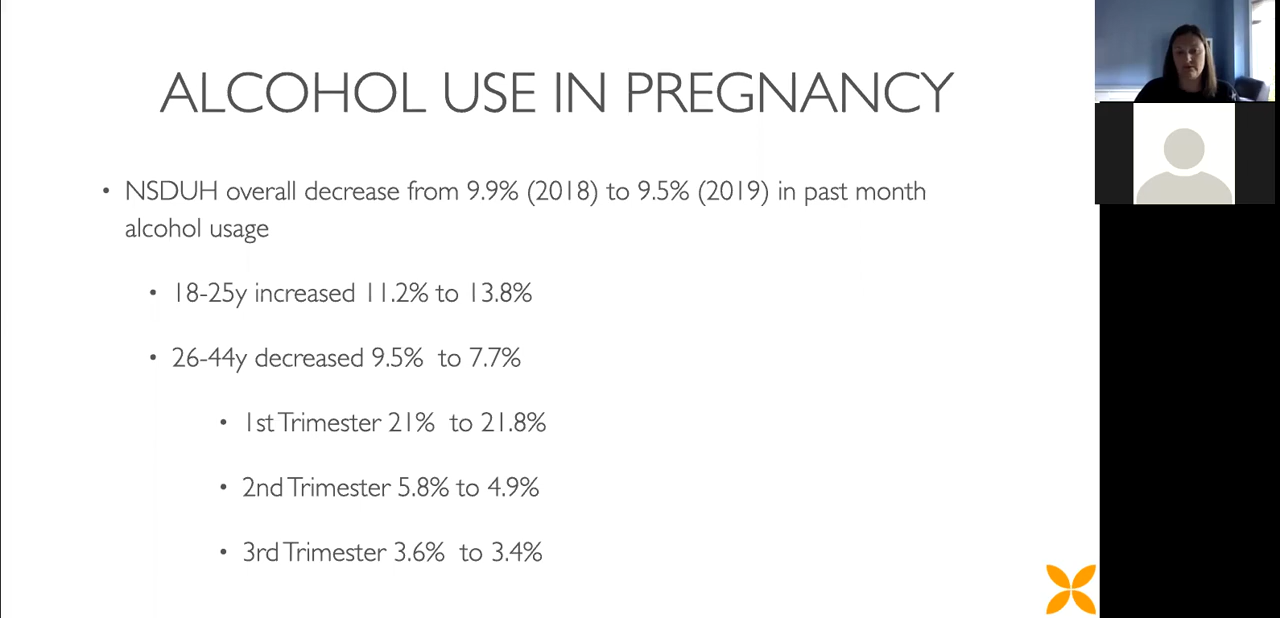 ALCOHOL USE IN PREGNANCY
• NSDUH overall decrease from 9.9% (2018) to 9.5% (2019) in past month
alcohol usage
• 18-25y increased 11.2% to 13.8%
• 26-44y decreased 9.5% to 7.7%
• 1st Trimester 21% to 21.8%
• 2nd Trimester 5.8% to 4.9%
• 3rd Trimester 3.6% to 3.4%